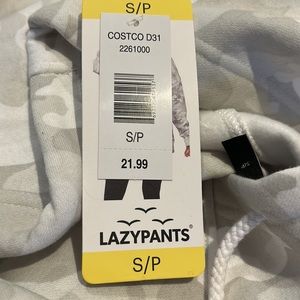 S/P
COSTCO D31
2261000
S/P
21.99
LAZYPANTS®
S/P